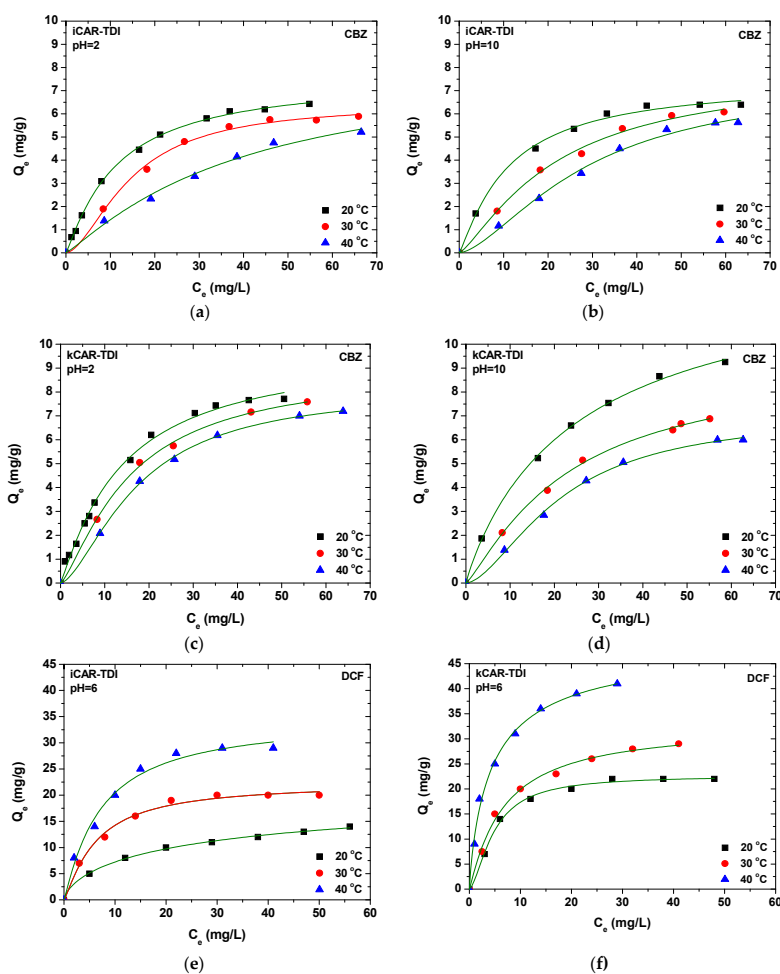 iCAR-TDI
pH=2
CBZ
10
9
8
7
6
5
4
3
2
1
0
Qe (mg/g)
20 °C
30 °C
40 °C
0 10 20 30 40 50 60 70
Ce (mg/L)
(a)
iCAR-TDI
pH=10
CBZ
10
9
8
7
6
5
4
3
2
1
0
Qe (mg/g)
20 °C
30 °C
40 °C
0 10 20 30 40 50 60 70
Ce (mg/L)
(b)
kCAR-TDI
pH=2
CBZ
10
9
8
7
6
5
4
3
2
1
0
Qe (mg/g)
20 °C
30 °C
40 °C
0 10 20 30 40 50 60 70
Ce (mg/L)
(c)
kCAR-TDI
pH=10
CBZ
10
9
8
7
6
5
4
3
2
1
0
Qe (mg/g)
20 °C
30 °C
40 °C
0 10 20 30 40 50 60 70
Ce (mg/L)
(d)
iCAR-TDI
pH=6
DCF
45
40
35
30
25
20
15
10
5
0
Qe (mg/g)
20 °C
30 °C
40 °C
0 10 20 30 40 50 60
Ce (mg/L)
(e)
kCAR-TDI
pH=6
DCF
45
40
35
30
25
20
15
10
5
0
Qe (mg/g)
20 °C
30 °C
40 °C
0 10 20 30 40 50 60
Ce (mg/L)
(f)